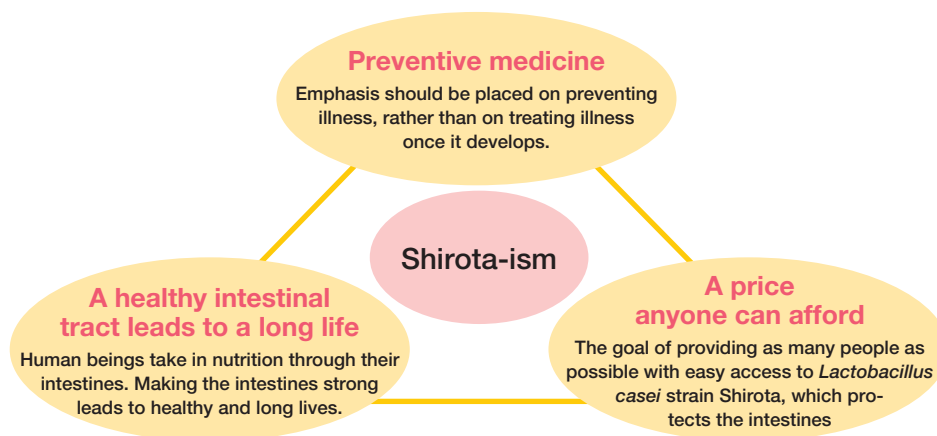 Preventive medicine
Emphasis should be placed on preventing
illness, rather than on treating illness
once it develops.
Shirota-ism
A healthy intestinal
tract leads to a long life
Human beings take in nutrition through their
intestines. Making the intestines strong
leads to healthy and long lives.
A price
anyone can afford
The goal of providing as many people as
possible with easy access to Lactobacillus
casei strain Shirota, which pro-
tects the intestines